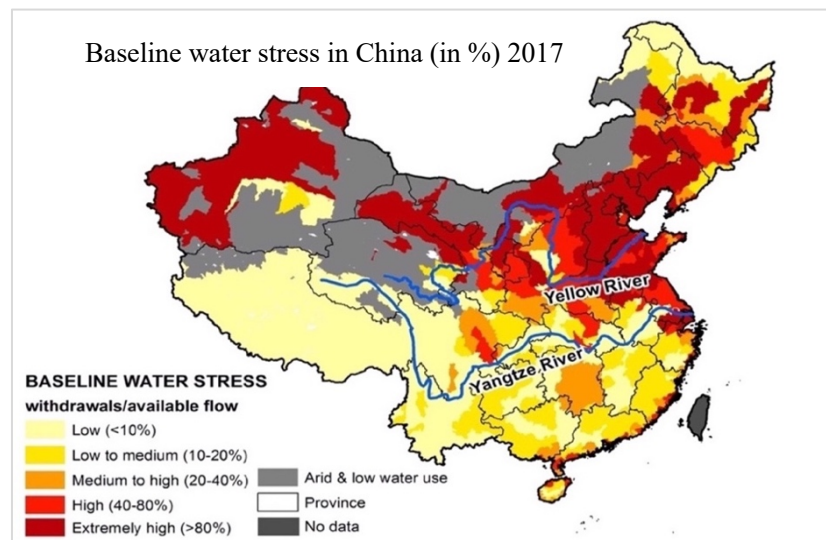 Baseline water stress in China (in %) 2017
Yellow River
Yangtze River
BASELINE WATER STRESS
withdrawals/available flow
Low (<10%)
Low to medium (10-20%)
Medium to high (20-40%)
High (40-80%)
Extremely high (>80%)
Arid & low water use
Province
No data